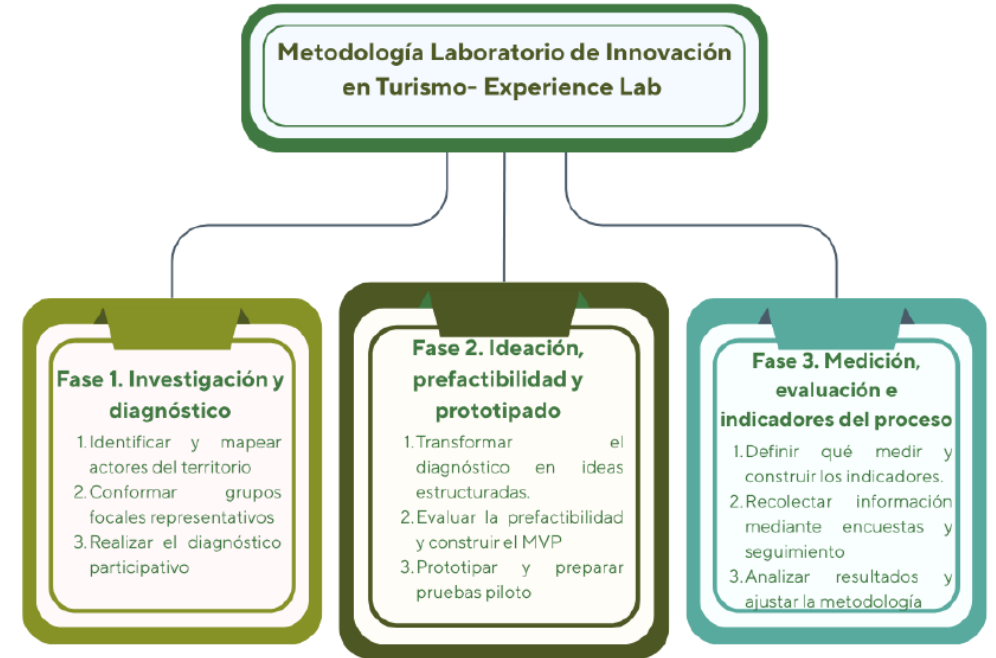 Metodología Laboratorio de Innovación
en Turismo- Experience Lab
Fase 1. Investigación y
diagnóstico
1. Identificar y mapear
actores del territorio
2. Conformar grupos
focales representativos
3. Realizar el diagnóstico
participativo
Fase 2. Ideación,
prefactibilidad y
prototipado
1. Transformar el
diagnóstico en ideas
estructuradas.
2. Evaluar la prefactibilidad
y construir el MVP
3. Prototipar y preparar
pruebas piloto
Fase 3. Medición,
evaluación e
indicadores del proceso
1. Definir qué medir y
construir los indicadores.
2. Recolectar información
mediante encuestas y
seguimiento
3. Analizar resultados y
ajustar la metodología